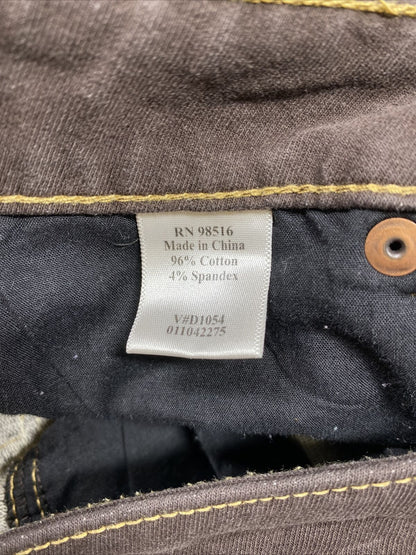 RN 98516
Made in China
96% Cotton
4% Spandex
V#D1054
011042275